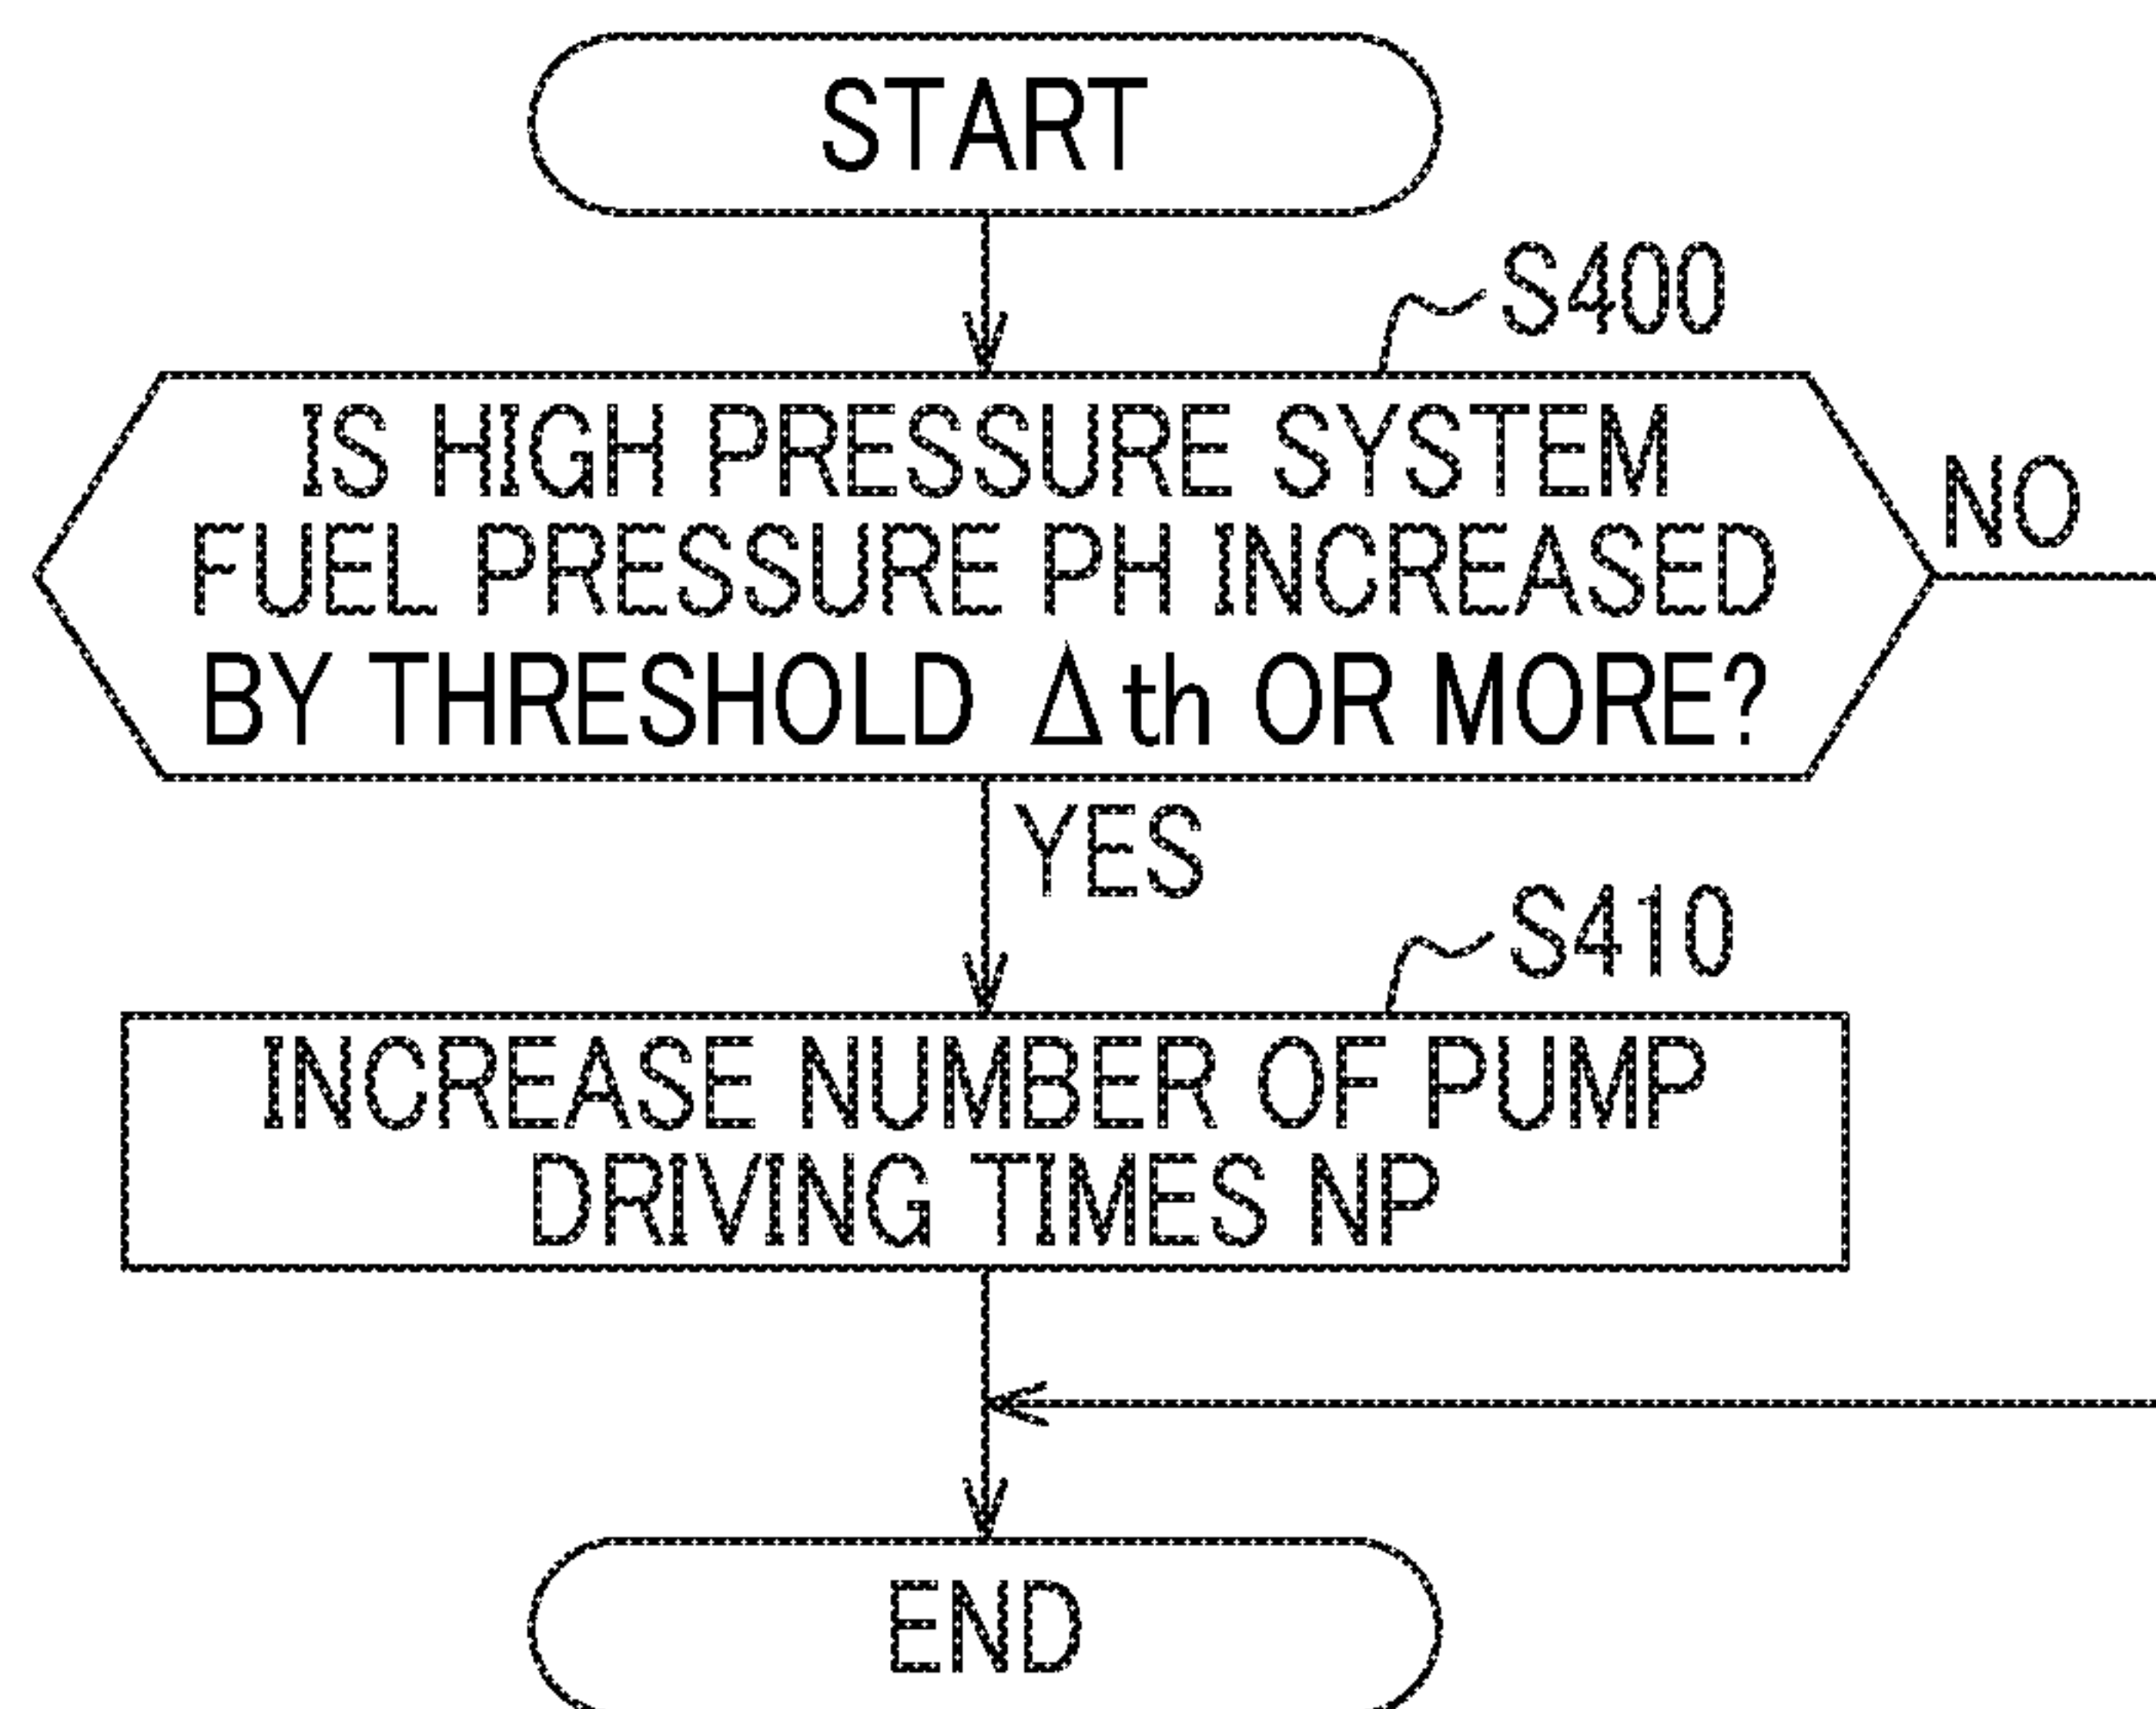 START
S400
IS HIGH PRESSURE SYSTEM
FUEL PRESSURE PH INCREASED
BY THRESHOLD Δth OR MORE?
NO
YES
S410
INCREASE NUMBER OF PUMP
DRIVING TIMES NP
END